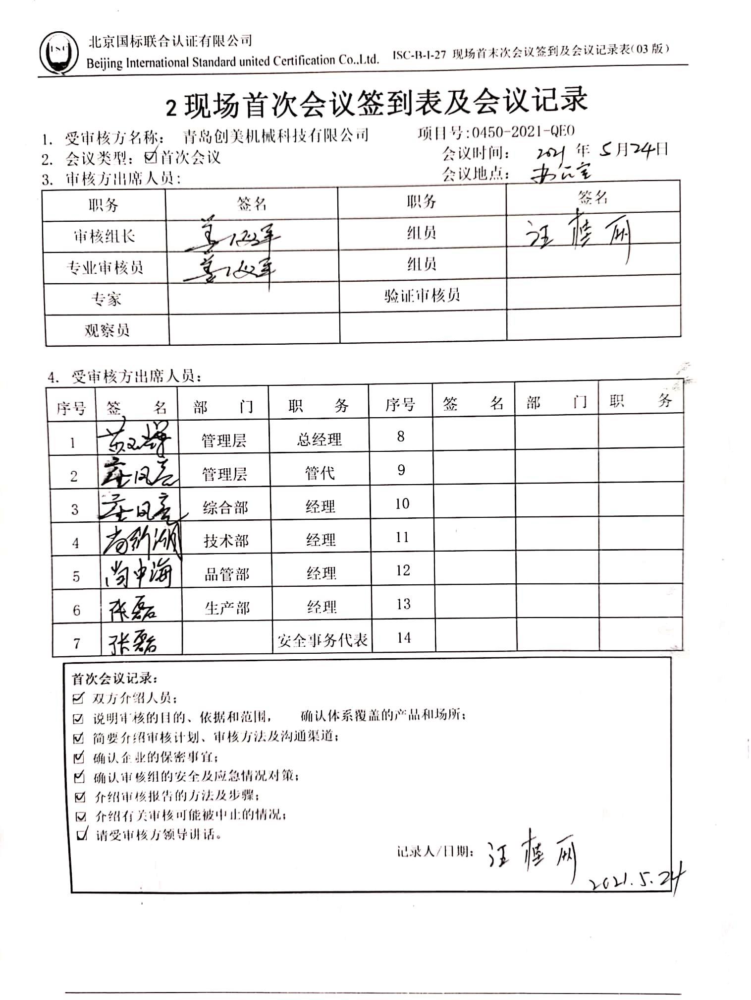 ISC
北京国标联合认证有限公司
Beijing International Standard united Certification Co.,Ltd. ISC-B-I-27 现场首末次会议签到及会议记录表(03版)
2 现场首次会议签到表及会议记录
1. 受审核方名称： 青岛创美机械科技有限公司 项目号:0450-2021-QEO
2. 会议类型：☑首次会议 会议时间： 2021 年 5 月 24 日
3. 审核方出席人员: 会议地点： 办公室
职务 签名 职务 签名
审核组长 组员 汪桂丽
专业审核员 组员
专家 验证审核员
观察员
4. 受审核方出席人员:
序号 签 名 部 门 职 务 序号 签 名 部 门 职 务
1 管理层 总经理 8
2 管理层 管代 9
3 综合部 经理 10
4 技术部 经理 11
5 尚中海 品管部 经理 12
6 张磊 生产部 经理 13
7 张磊 安全事务代表 14
首次会议记录：
☑ 双方介绍人员；
☑ 说明审核的目的、依据和范围， 确认体系覆盖的产品和场所；
☑ 简要介绍审核计划、审核方法及沟通渠道；
☑ 确认企业的保密事宜；
☑ 确认审核组的安全及应急情况对策；
☑ 介绍审核报告的方法及步骤；
☑ 介绍有关审核可能被中止的情况；
☑ 请受审核方领导讲话。
记录人/日期： 汪桂丽
2021.5.24